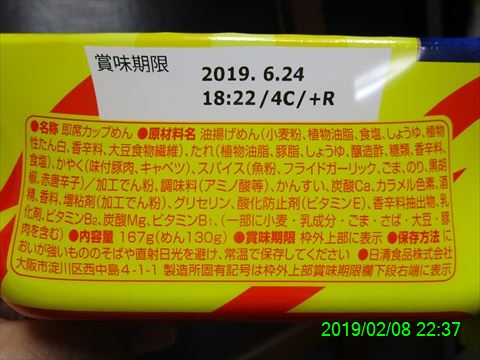 賞味期限
2019. 6.24
18:22/4C/+R
●名称 即席カップめん ●原材料名 油揚げめん(小麦粉、植物油脂、食塩、しょうゆ、植物
性たん白、香辛料、大豆食物繊維)、たれ(植物油脂、豚脂、しょうゆ、醸造酢、糖類、香辛料、
食塩)、かやく(味付豚肉、キャベツ)、スパイス(魚粉、フライドガーリック、ごま、のり、黒胡
椒、赤唐辛子)/加工でん粉、調味料(アミノ酸等)、かんすい、炭酸Ca、カラメル色素、酒
精、香料、増粘剤(加工でん粉)、グリセリン、酸化防止剤(ビタミンE)、香辛料抽出物、乳
化剤、ビタミンB2、炭酸Mg、ビタミンB1、(一部に小麦・乳成分・ごま・さば・大豆・豚
肉を含む) ●内容量 167g(めん130g) ●賞味期限 枠外上部に表示 ●保存方法 に
おいが強いもののそばや直射日光を避け、常温で保存してください ●日清食品株式会社
大阪市淀川区西中島4-1-1 製造所固有記号は枠外上部賞味期限欄下段右端に表示
2019/02/08 22:37